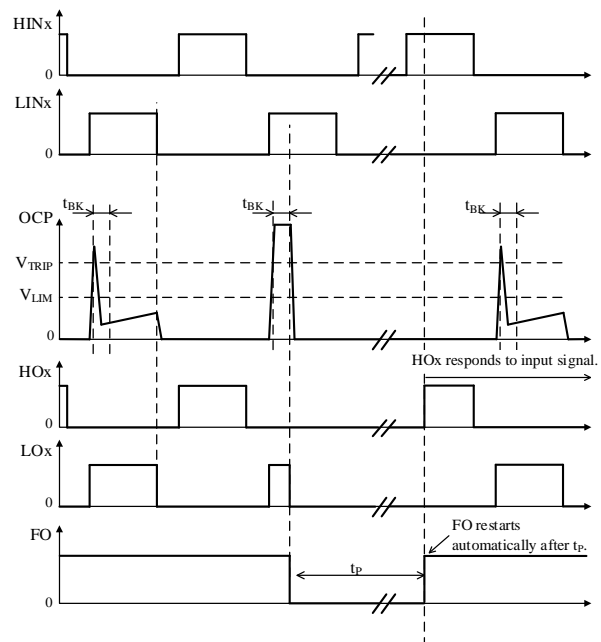 HINx
0
LINx
0
tBK
tBK
tBK
OCP
VTRIP
VLIM
0
HOx responds to input signal.
HOx
0
LOx
0
FO
FO restarts
automatically after tP.
tP
0